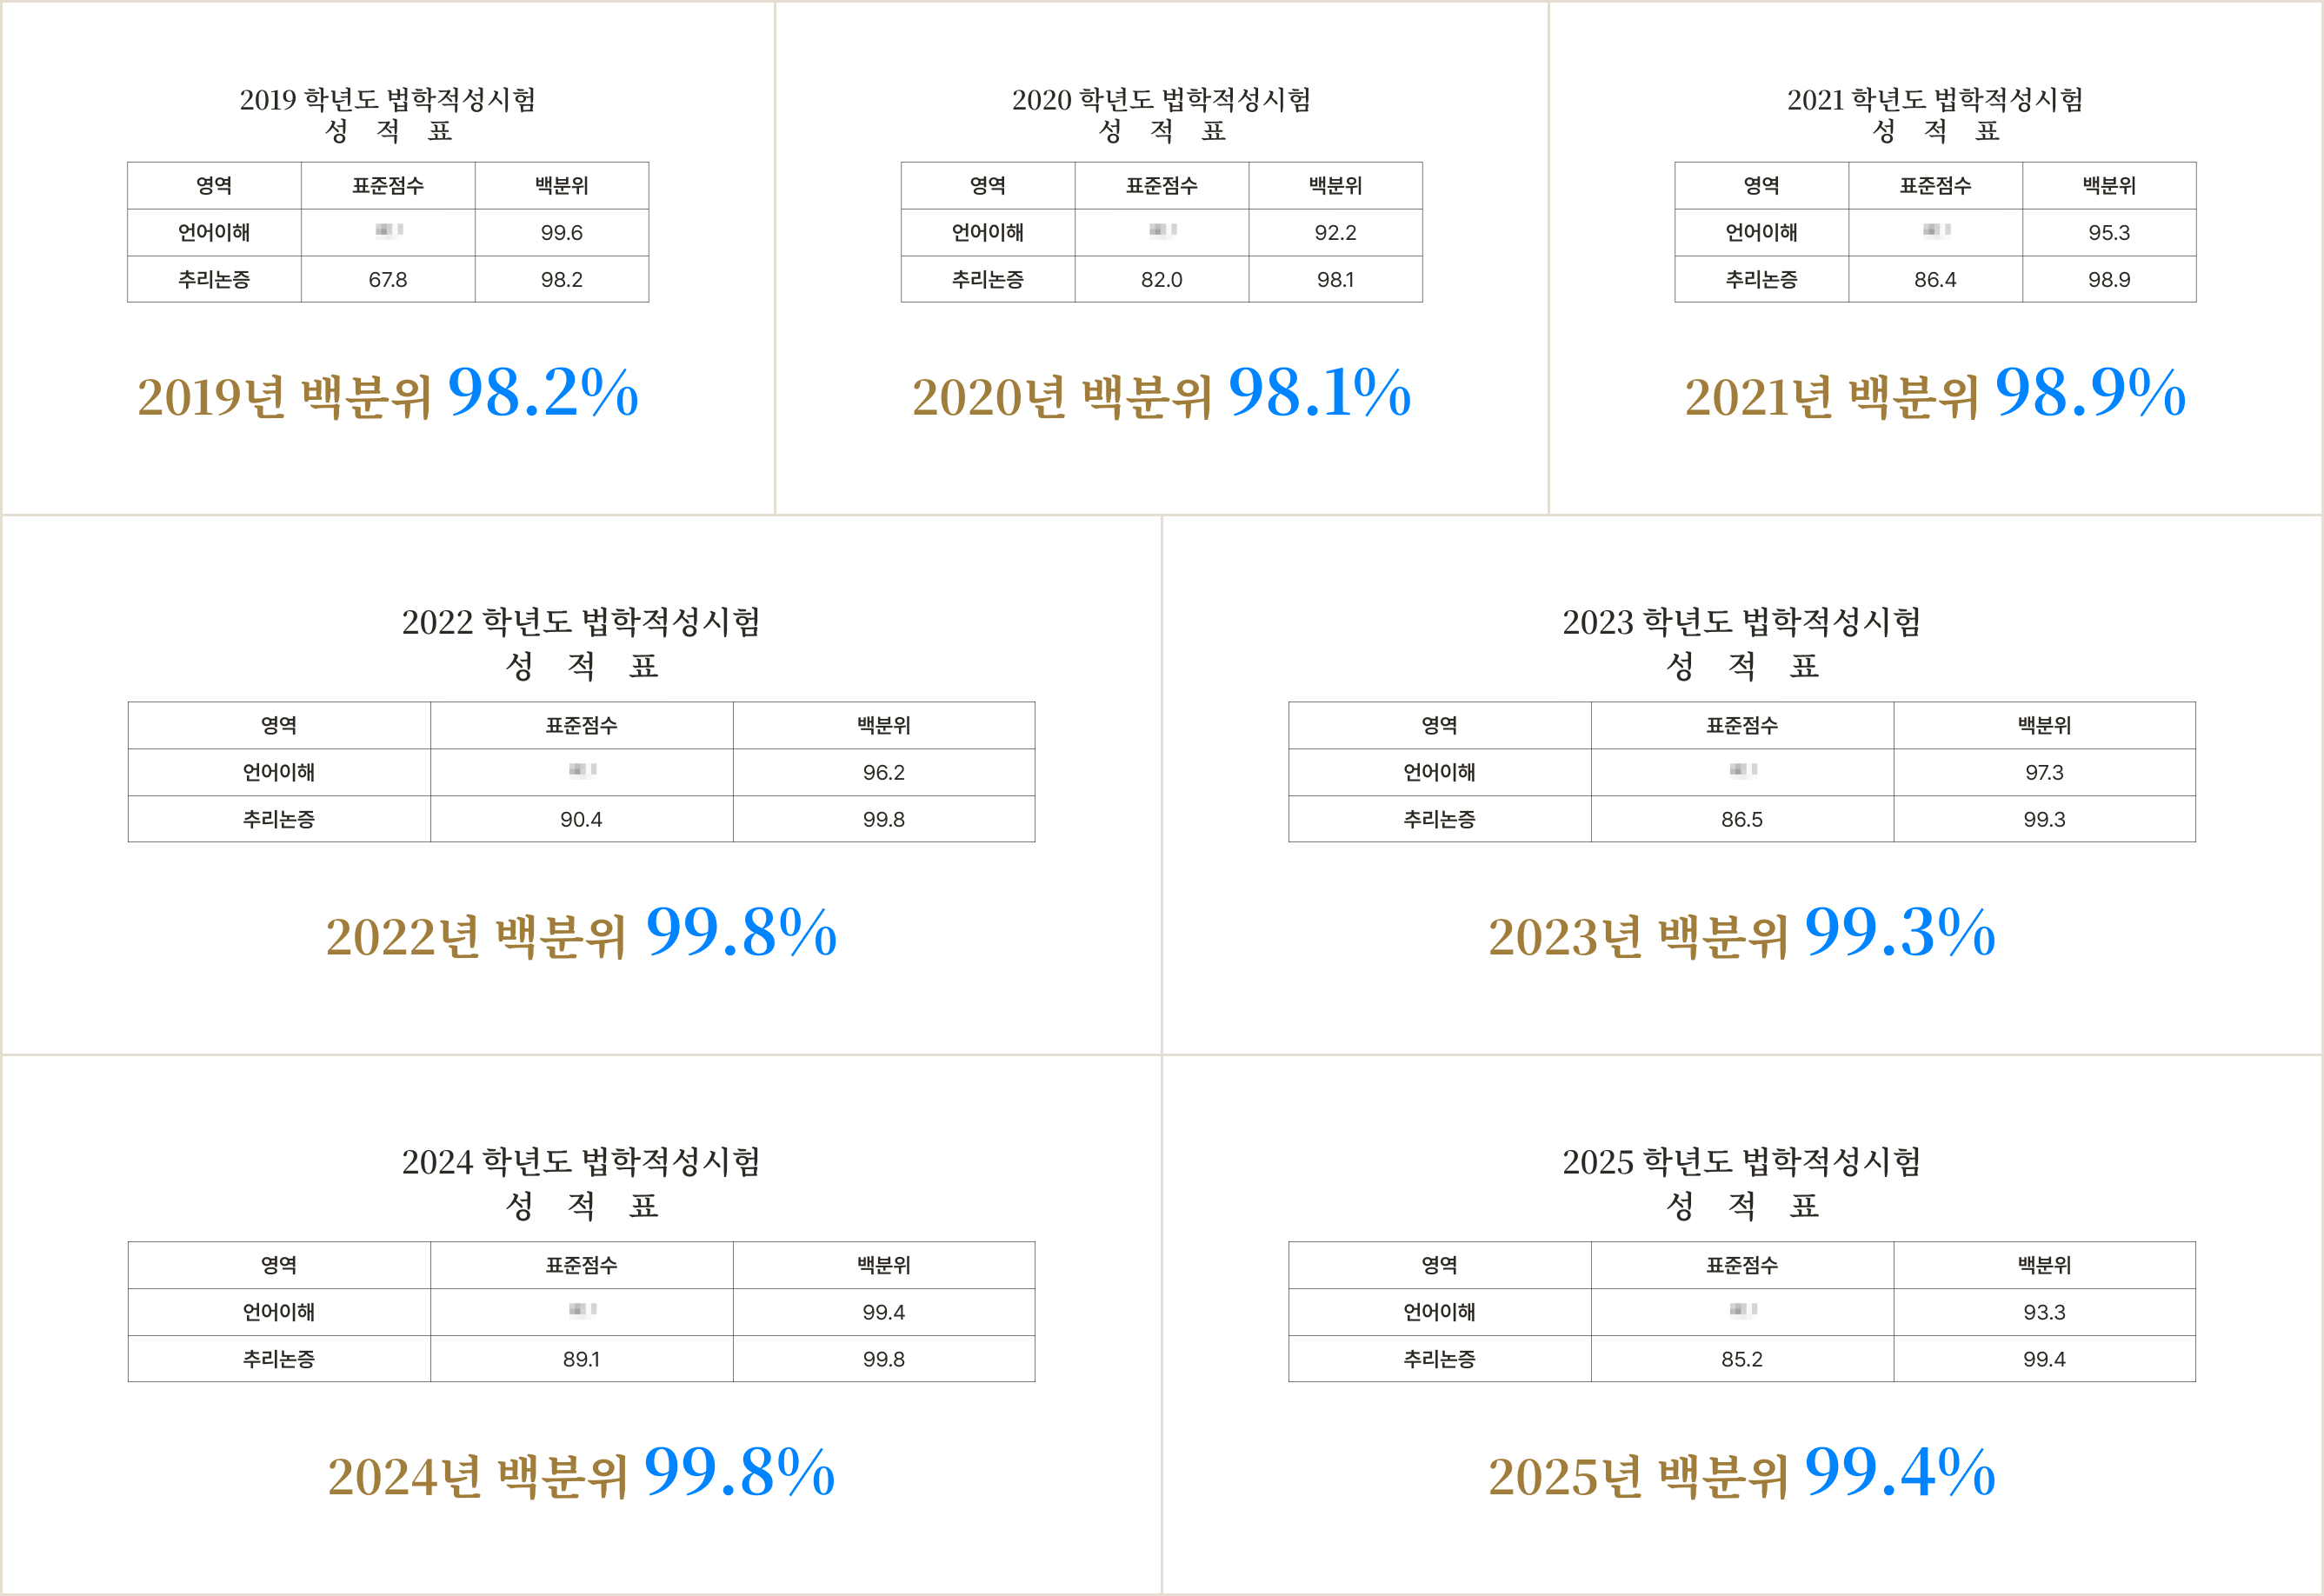 2019 학년도 법학적성시험
성 적 표
영역 표준점수 백분위
언어이해 99.6
추리논증 67.8 98.2
2019년 백분위 98.2%
2020 학년도 법학적성시험
성 적 표
영역 표준점수 백분위
언어이해 92.2
추리논증 82.0 98.1
2020년 백분위 98.1%
2021 학년도 법학적성시험
성 적 표
영역 표준점수 백분위
언어이해 95.3
추리논증 86.4 98.9
2021년 백분위 98.9%
2022 학년도 법학적성시험
성 적 표
영역 표준점수 백분위
언어이해 96.2
추리논증 90.4 99.8
2022년 백분위 99.8%
2023 학년도 법학적성시험
성 적 표
영역 표준점수 백분위
언어이해 97.3
추리논증 86.5 99.3
2023년 백분위 99.3%
2024 학년도 법학적성시험
성 적 표
영역 표준점수 백분위
언어이해 99.4
추리논증 89.1 99.8
2024년 백분위 99.8%
2025 학년도 법학적성시험
성 적 표
영역 표준점수 백분위
언어이해 93.3
추리논증 85.2 99.4
2025년 백분위 99.4%